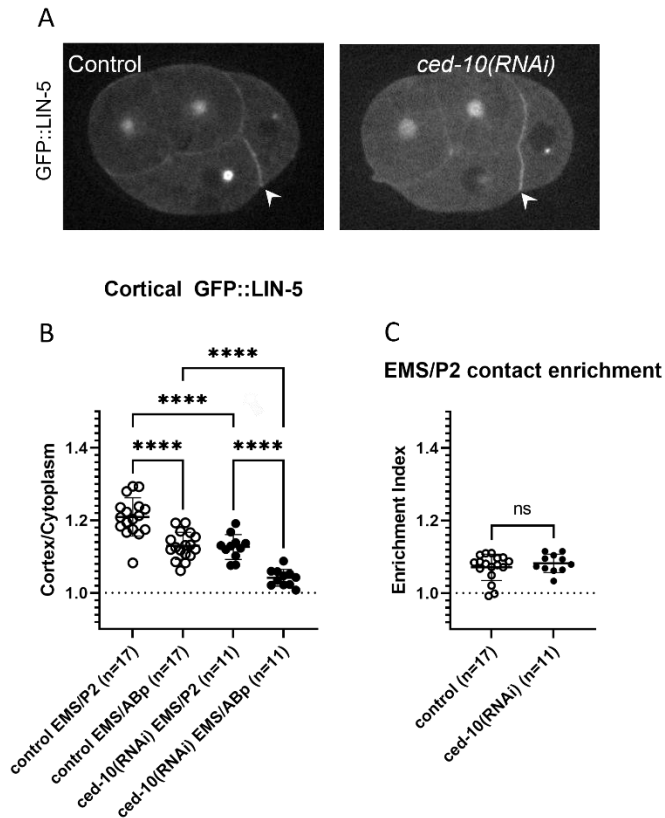 A
Control
ced-10(RNAi)
GFP::LIN-5
Cortical GFP::LIN-5
B
C
EMS/P2 contact enrichment
****
****
****
****
ns
Cortex/Cytoplasm
1.4
1.2
1.0
control EMS/P2 (n=17)
control EMS/ABp (n=17)
ced-10(RNAi) EMS/P2 (n=11)
ced-10(RNAi) EMS/ABp (n=11)
Enrichment Index
1.4
1.2
1.0
control (n=17)
ced-10(RNAi) (n=11)